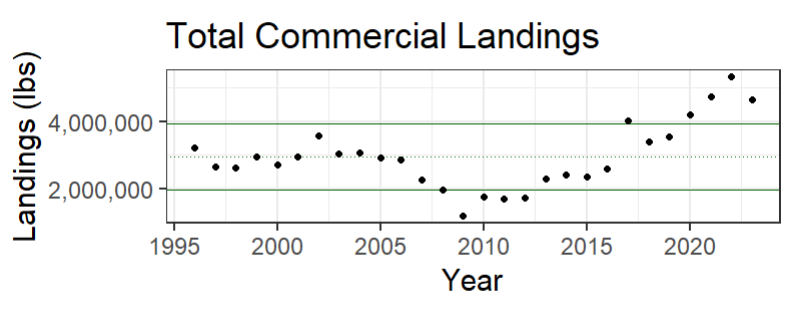 Total Commercial Landings
Landings (lbs)
4,000,000
2,000,000
1995 2000 2005 2010 2015 2020
Year